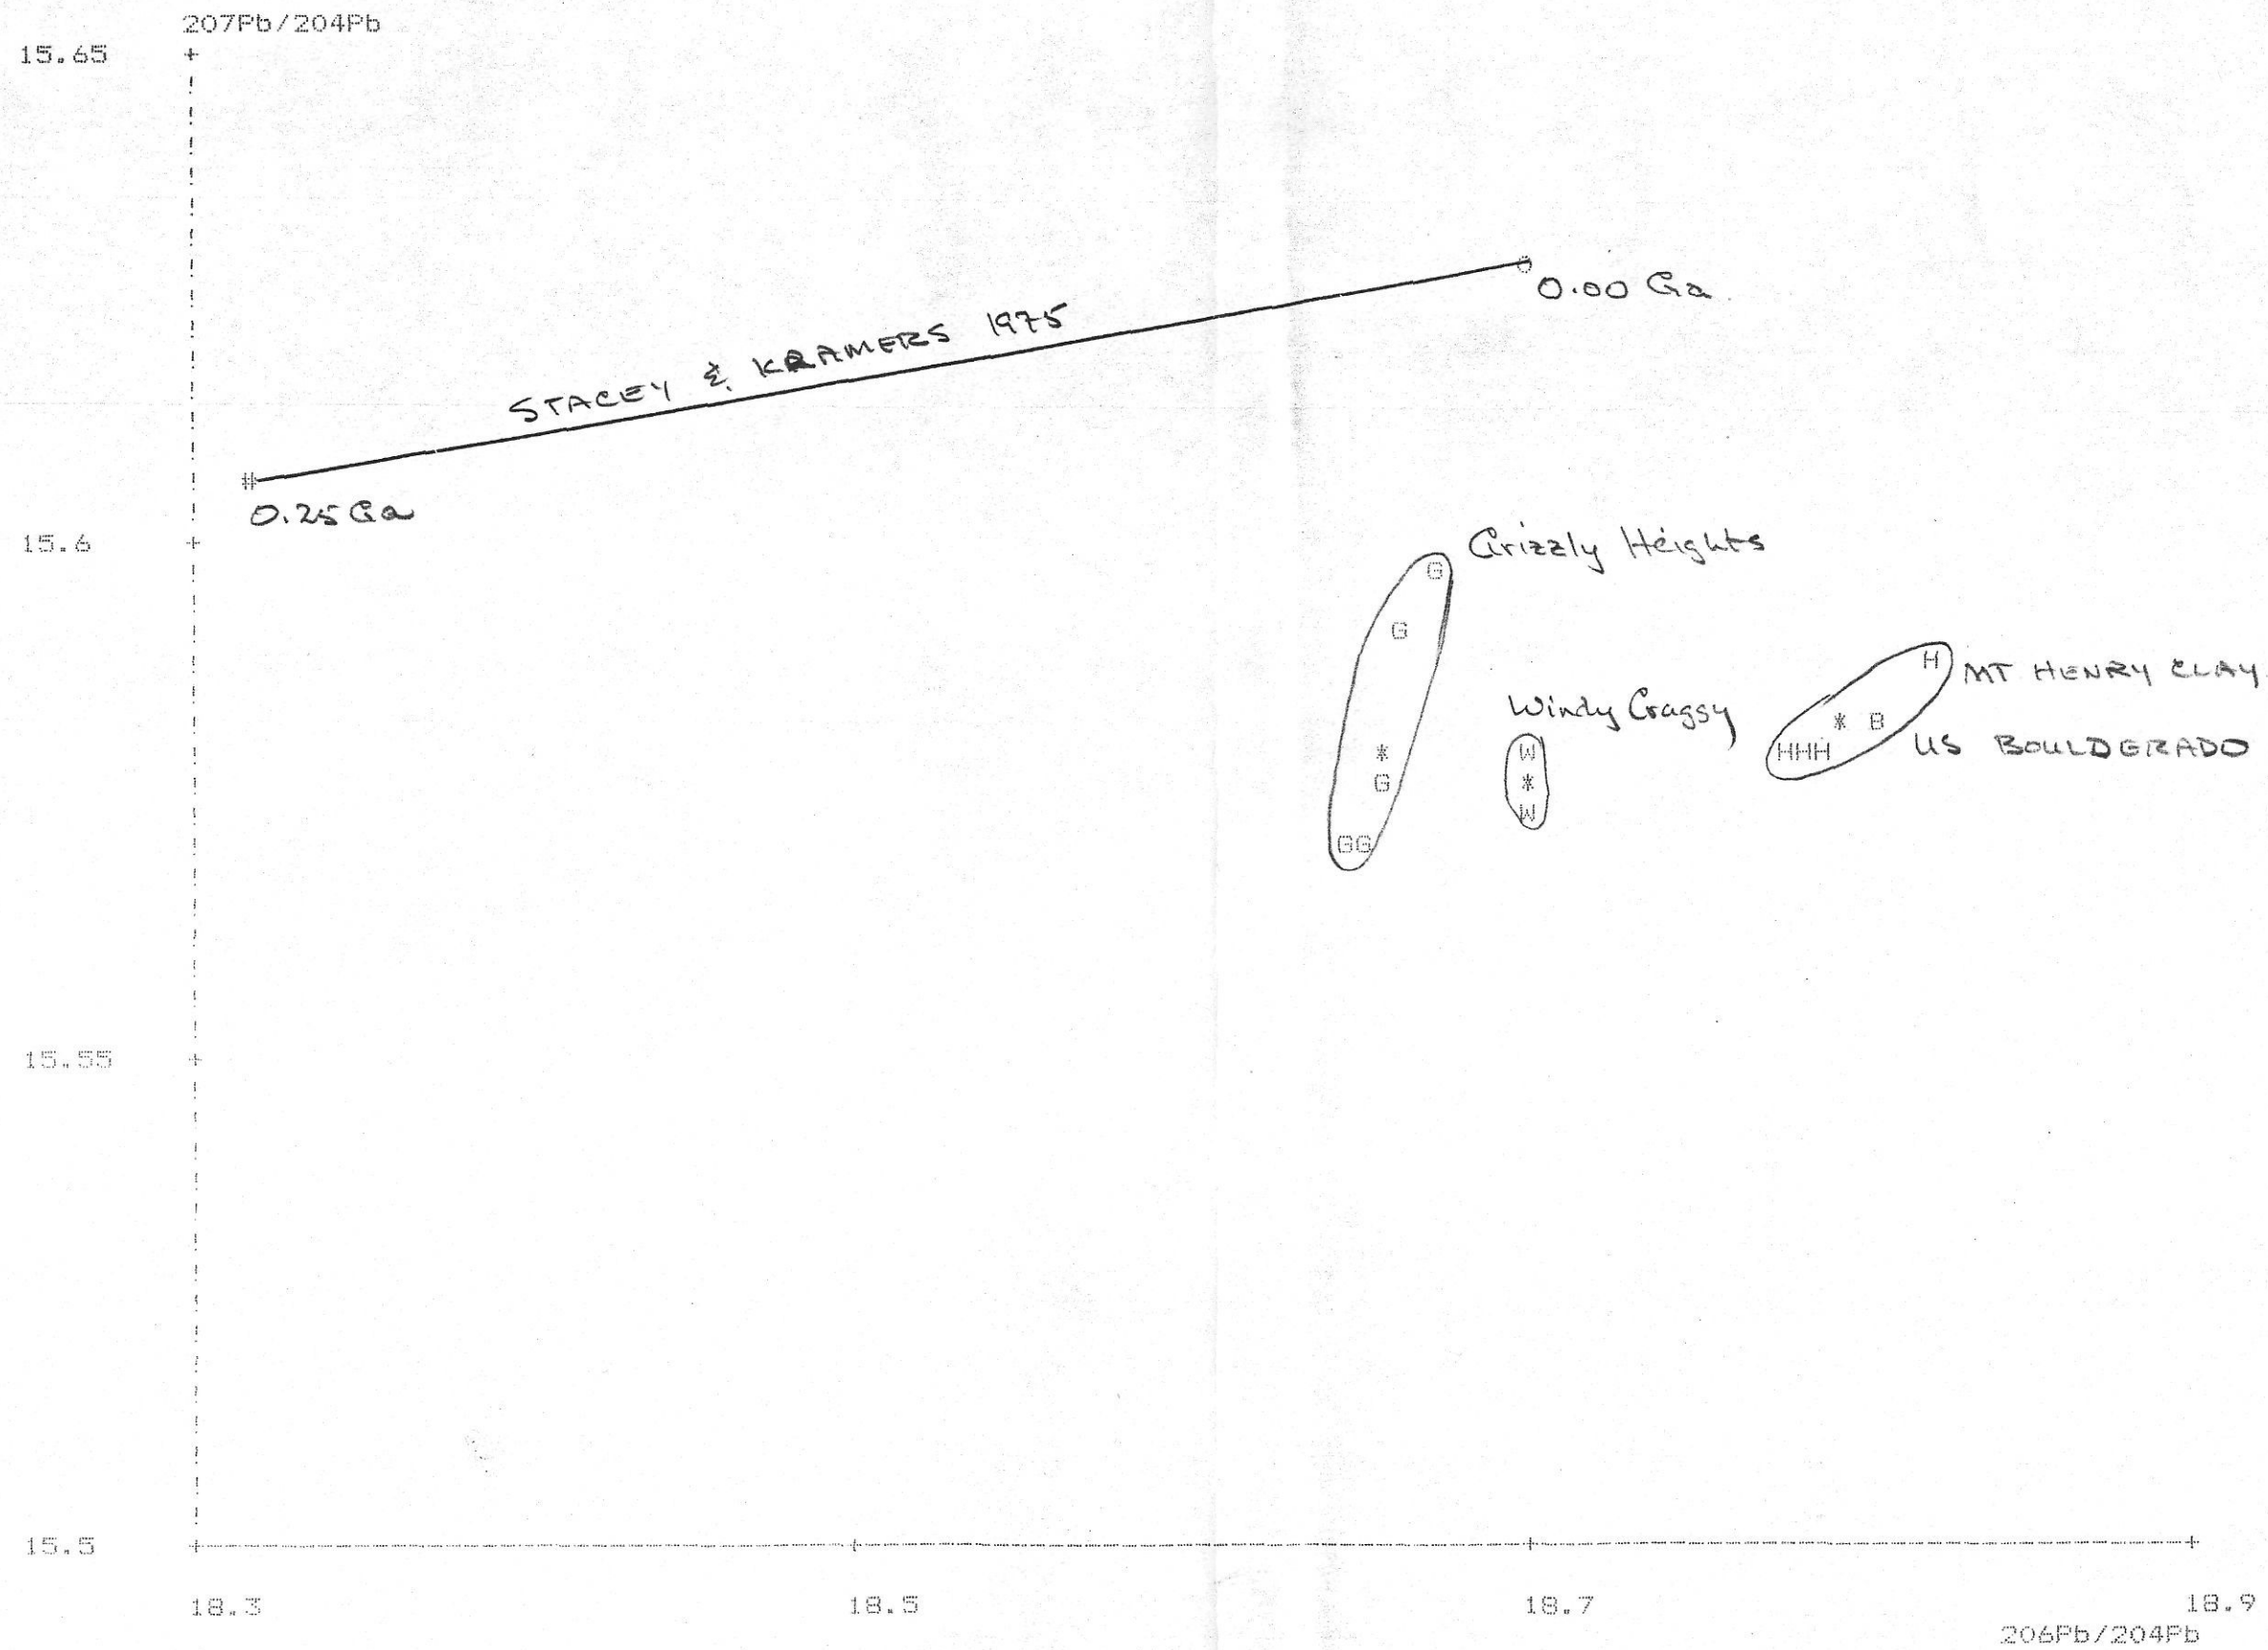 207Pb/204Pb
15.65
0.00 Ga.
STACEY & KRAMERS 1975
#
0.25 Ga
15.6
Grizzly Heights
G
G
H MT HENRY CLAY
Windy Craggy
* B
* W HHH US BOULDERADO
G *
W
GG
15.55
15.5
18.3 18.5 18.7 18.9
206Pb/204Pb